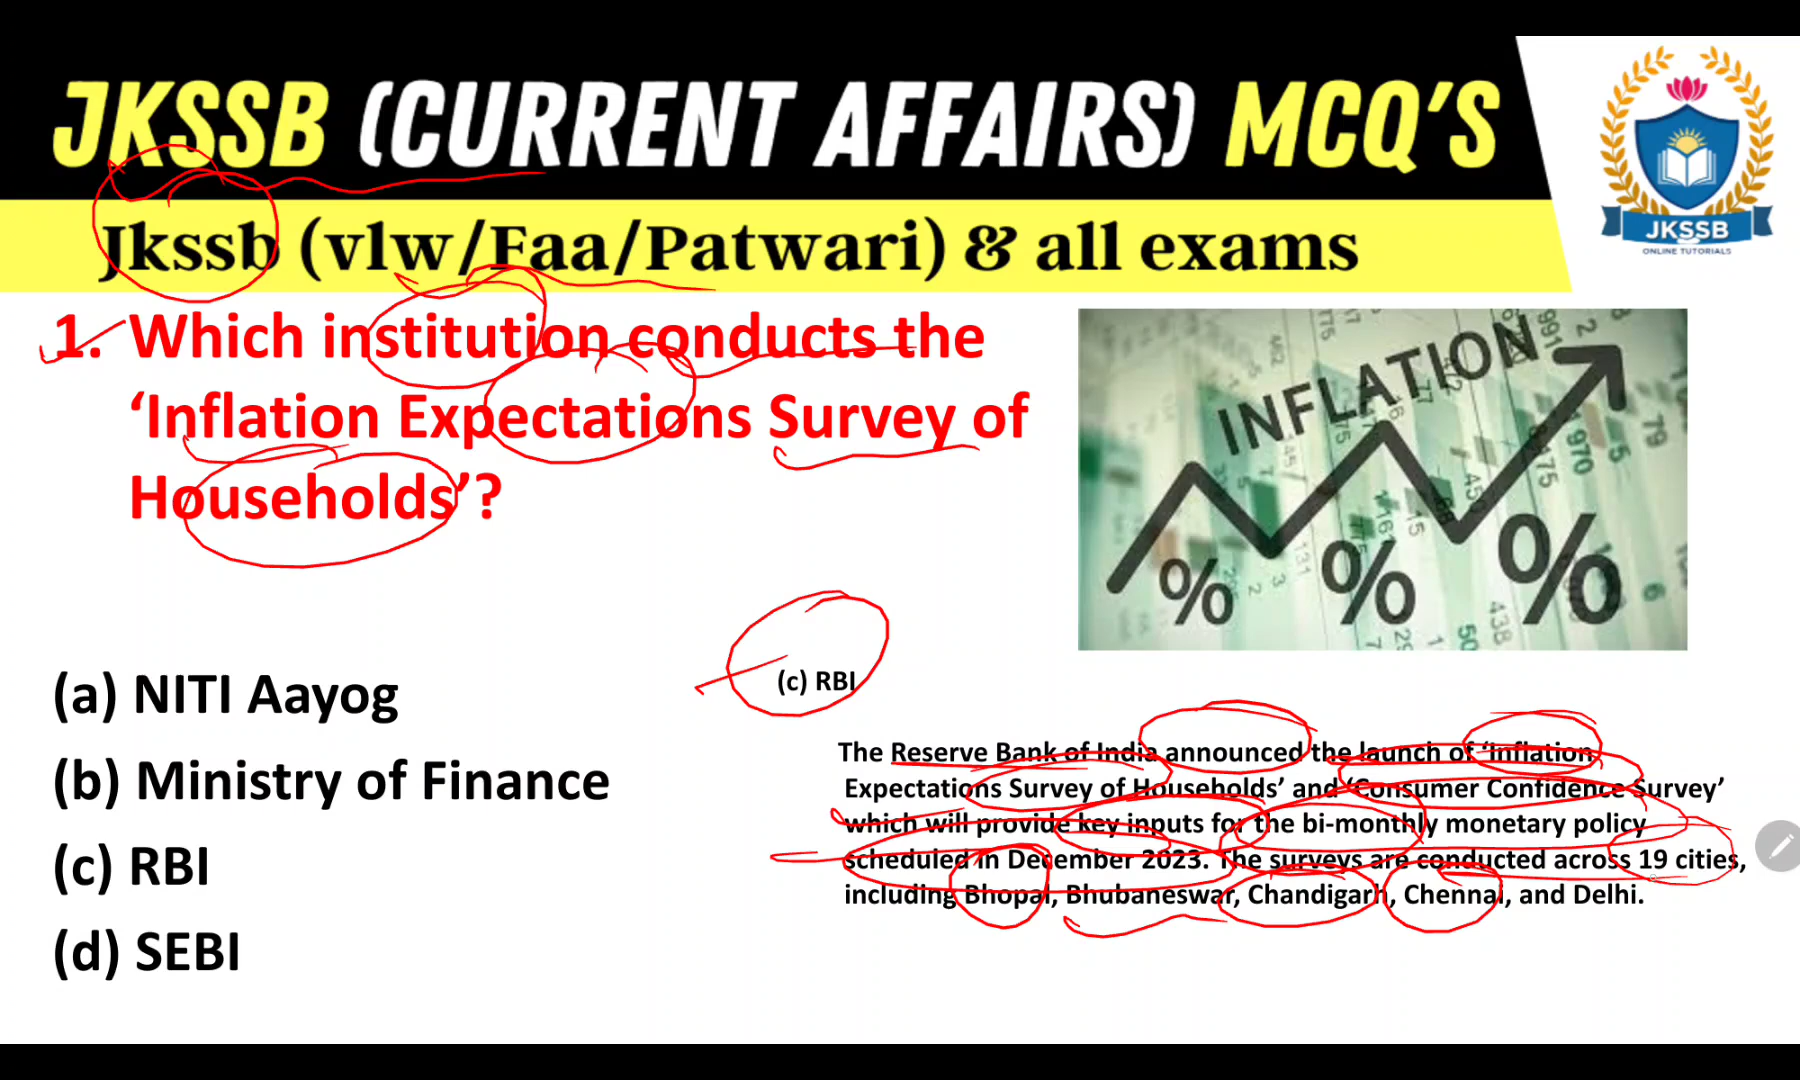 JKSSB (CURRENT AFFAIRS) MCQ'S
Jkssb (vlw/Faa/Patwari) & all exams
JKSSB
ONLINE TUTORIALS
1. Which institution conducts the
‘Inflation Expectations Survey of
Households’?
INFLATION
% % %
(a) NITI Aayog
(b) Ministry of Finance
(c) RBI
(d) SEBI
(c) RBI
The Reserve Bank of India announced the launch of ‘Inflation
Expectations Survey of Households’ and ‘Consumer Confidence Survey’
which will provide key inputs for the bi-monthly monetary policy
scheduled in December 2023. The surveys are conducted across 19 cities,
including Bhopal, Bhubaneswar, Chandigarh, Chennai, and Delhi.